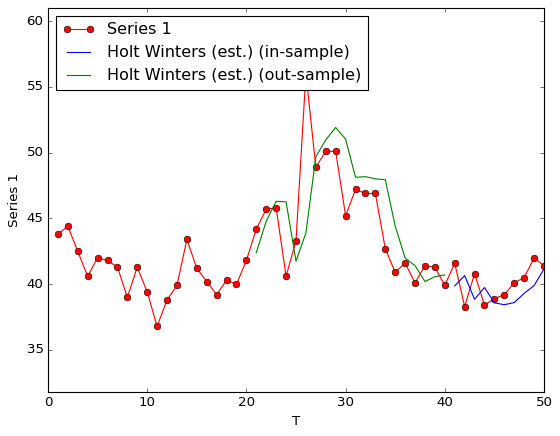 Series 1
Holt Winters (est.) (in-sample)
Holt Winters (est.) (out-sample)
60
55
50
45
40
35
Series 1
0 10 20 30 40 50
T